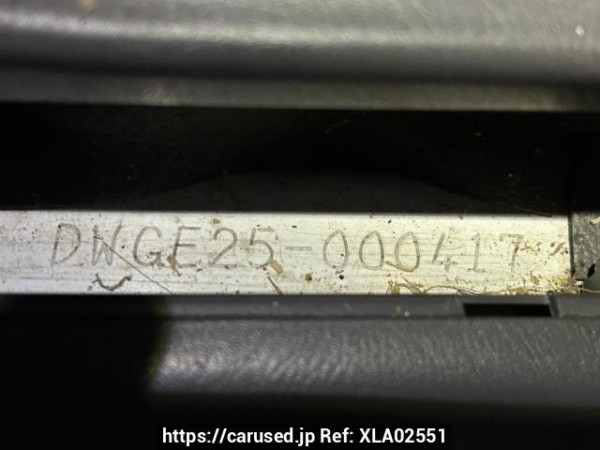 DWGE25-000417
https://carused.jp Ref: XLA02551